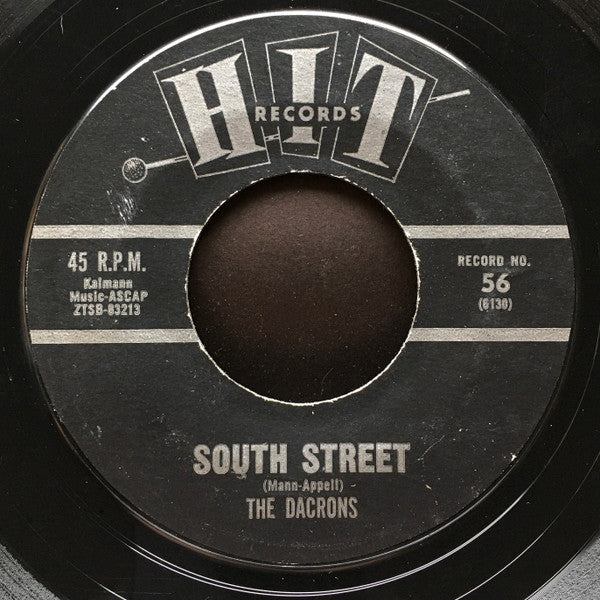 HIT
RECORDS
45 R.P.M.
Kalmann
Music-ASCAP
ZTSB-83213
RECORD NO.
56
(6130)
SOUTH STREET
(Mann-Appell)
THE DACRONS